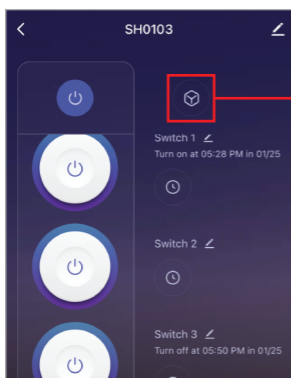 SH0103
Switch 1
Turn on at 05:28 PM in 01/25
Switch 2
Switch 3
Turn off at 05:50 PM in 01/25